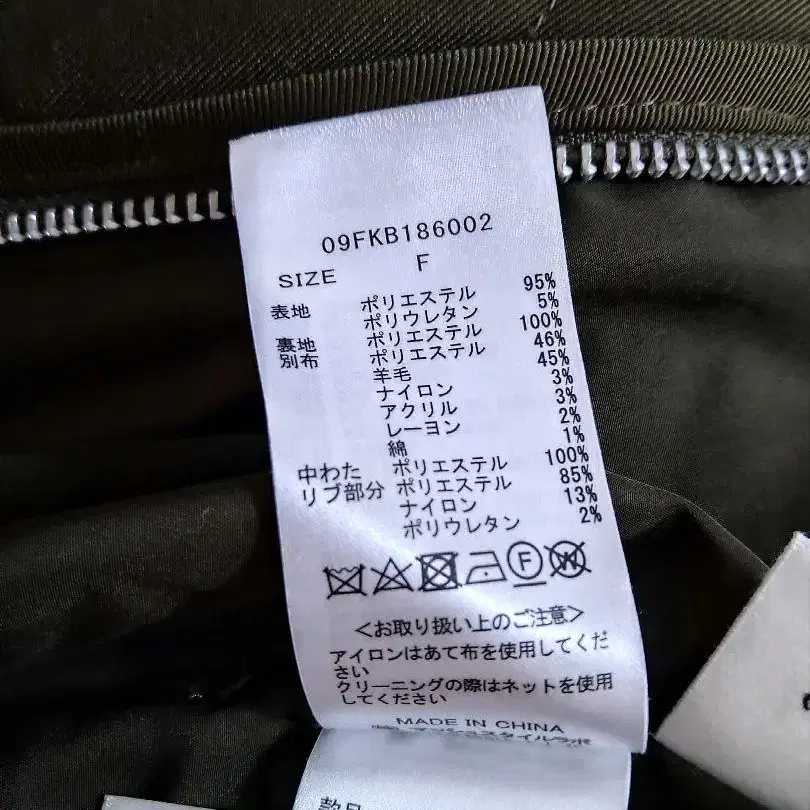 09FKB186002
SIZE F
表地 ポリエステル 95%
ポリウレタン 5%
裏地 ポリエステル 100%
別布 ポリエステル 46%
羊毛 45%
ナイロン 3%
アクリル 3%
レーヨン 2%
綿 1%
中わた ポリエステル 100%
リブ部分 ポリエステル 85%
ナイロン 13%
ポリウレタン 2%
F W
<お取り扱い上のご注意>
アイロンはあて布を使用してくだ
さい
クリーニングの際はネットを使用
してください
MADE IN CHINA